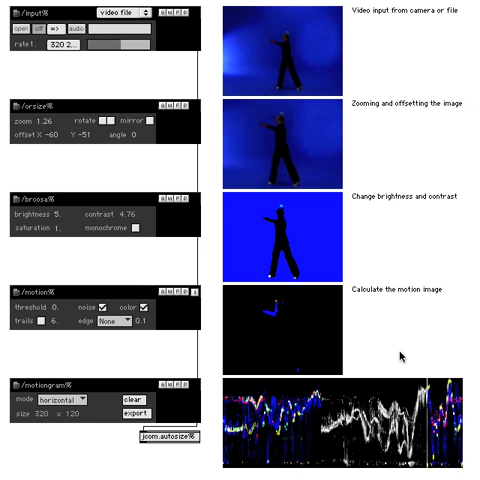 /input%
video file
B M F P
open off => audio
rate 1. 320 2...
Video input from camera or file
/orsize%
B M F P
zoom 1.26 rotate mirror
offset X -60 Y -51 angle 0
Zooming and offsetting the image
/brcosa%
B M F P
brightness 5. contrast 4.76
saturation 1. monochrome
Change brightness and contrast
/motion%
B M F P i
threshold 0. noise color
trails 6. edge None 0.1
Calculate the motion image
/motiongram%
B M F P
mode horizontal clear
size 320 x 120 export
jcom.autosize%